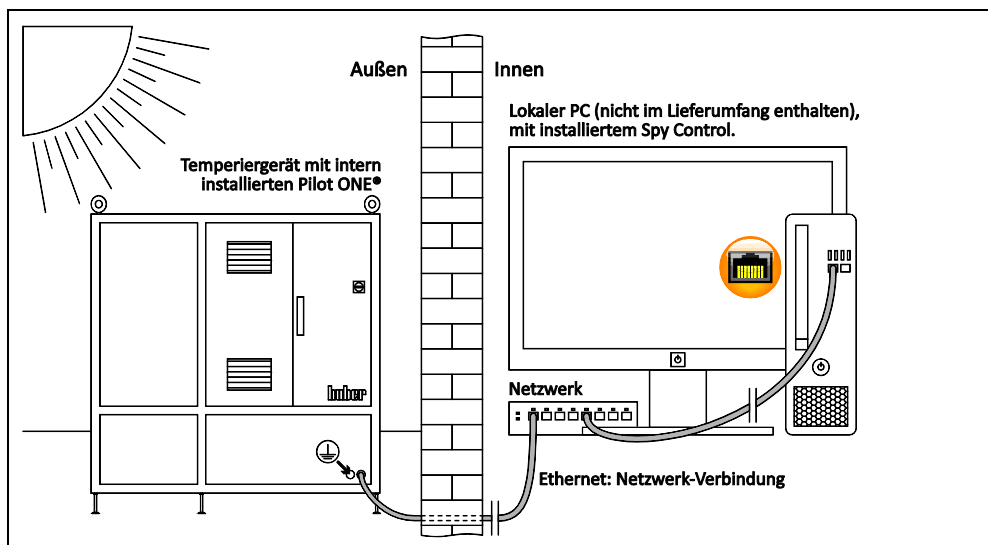 Außen
Innen
Lokaler PC (nicht im Lieferumfang enthalten),
mit installiertem Spy Control.
Temperiergerät mit intern
installierten Pilot ONE®
huber
Netzwerk
Ethernet: Netzwerk-Verbindung